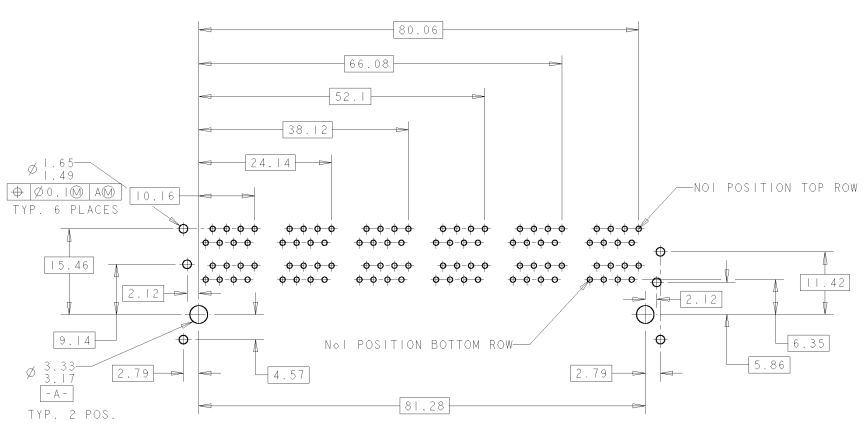 80.06
66.08
52.1
38.12
24.14
Ø 1.65
1.49
⌖ Ø0.1Ⓜ AⓂ
TYP. 6 PLACES
10.16
NO1 POSITION TOP ROW
15.46
2.12
9.14
11.42
2.12
6.35
5.86
No1 POSITION BOTTOM ROW
Ø 3.33
3.17
-A-
TYP. 2 POS.
2.79
4.57
2.79
81.28